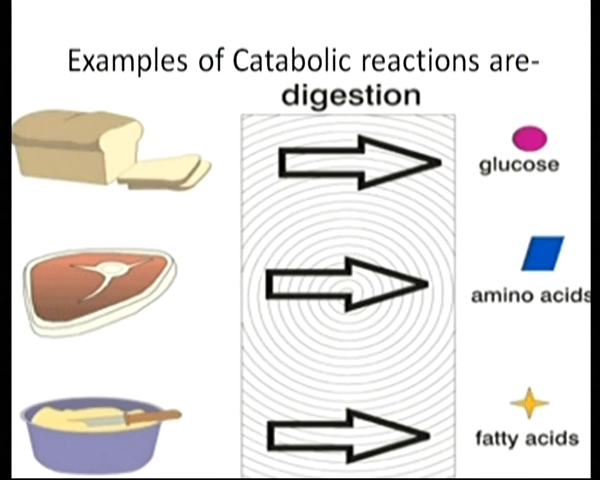 Examples of Catabolic reactions are-
digestion
glucose
amino acids
fatty acids